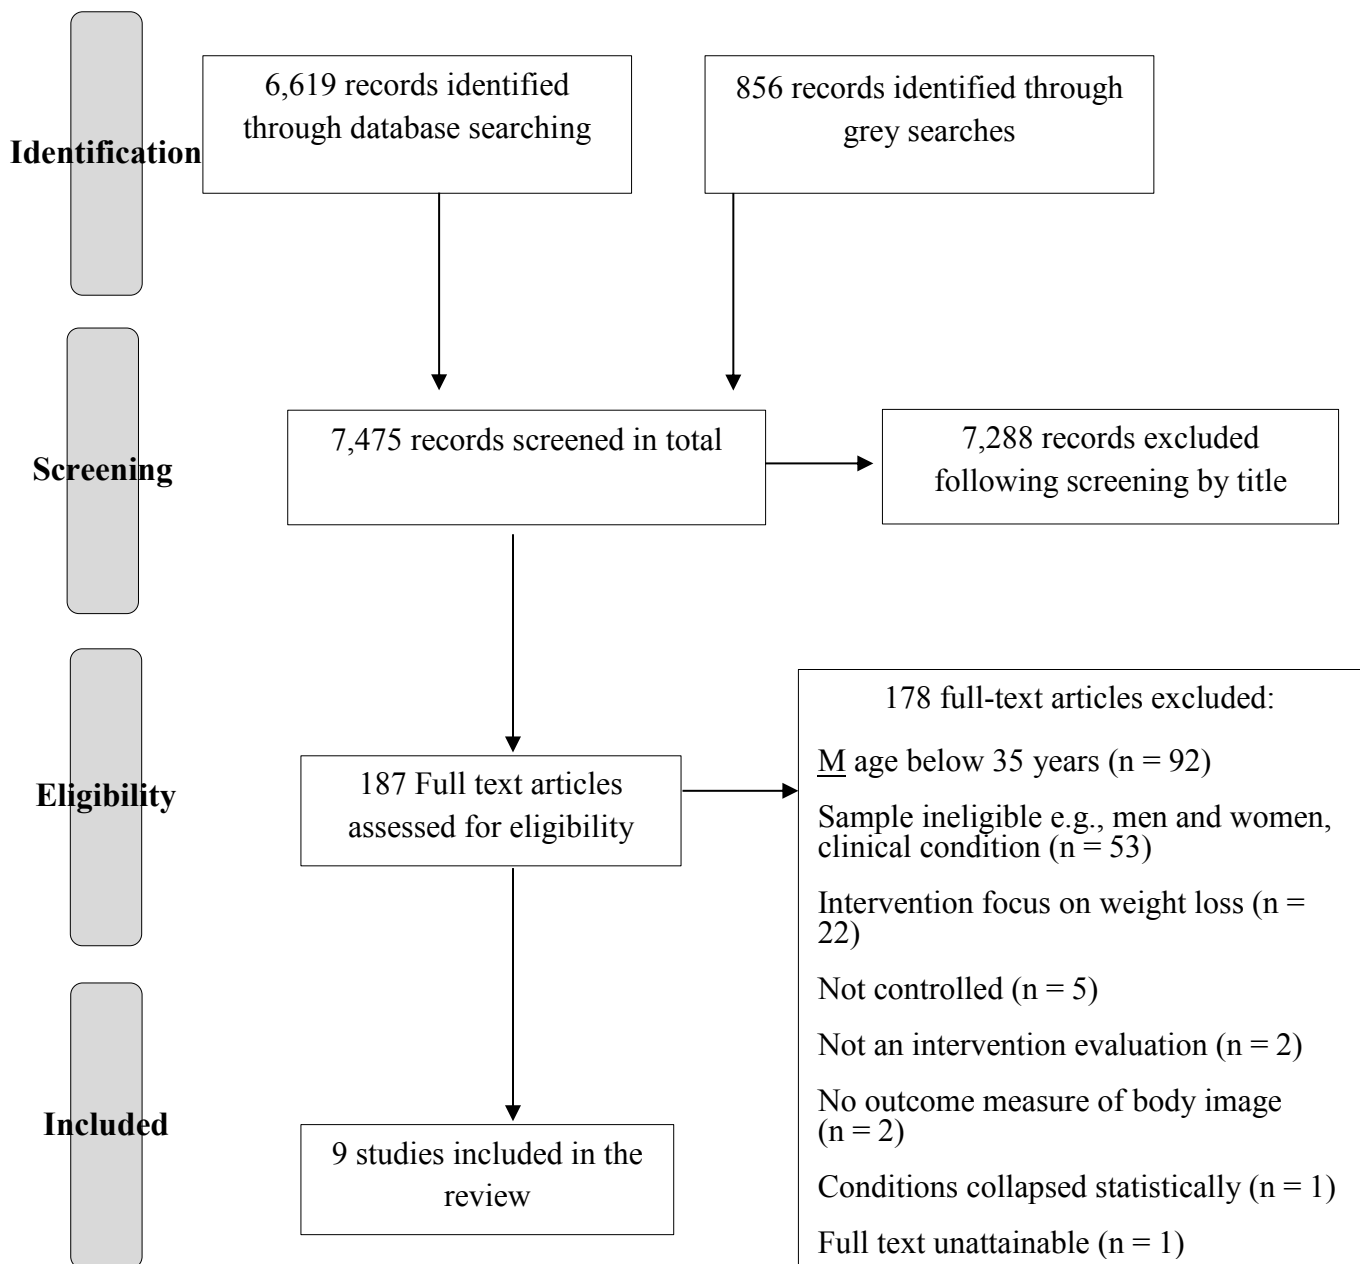 Identification
6,619 records identified
through database searching
856 records identified through
grey searches
Screening
7,475 records screened in total
7,288 records excluded
following screening by title
Eligibility
187 Full text articles
assessed for eligibility
178 full-text articles excluded:
M age below 35 years (n = 92)
Sample ineligible e.g., men and women,
clinical condition (n = 53)
Intervention focus on weight loss (n =
22)
Not controlled (n = 5)
Not an intervention evaluation (n = 2)
No outcome measure of body image
(n = 2)
Conditions collapsed statistically (n = 1)
Full text unattainable (n = 1)
Included
9 studies included in the
review